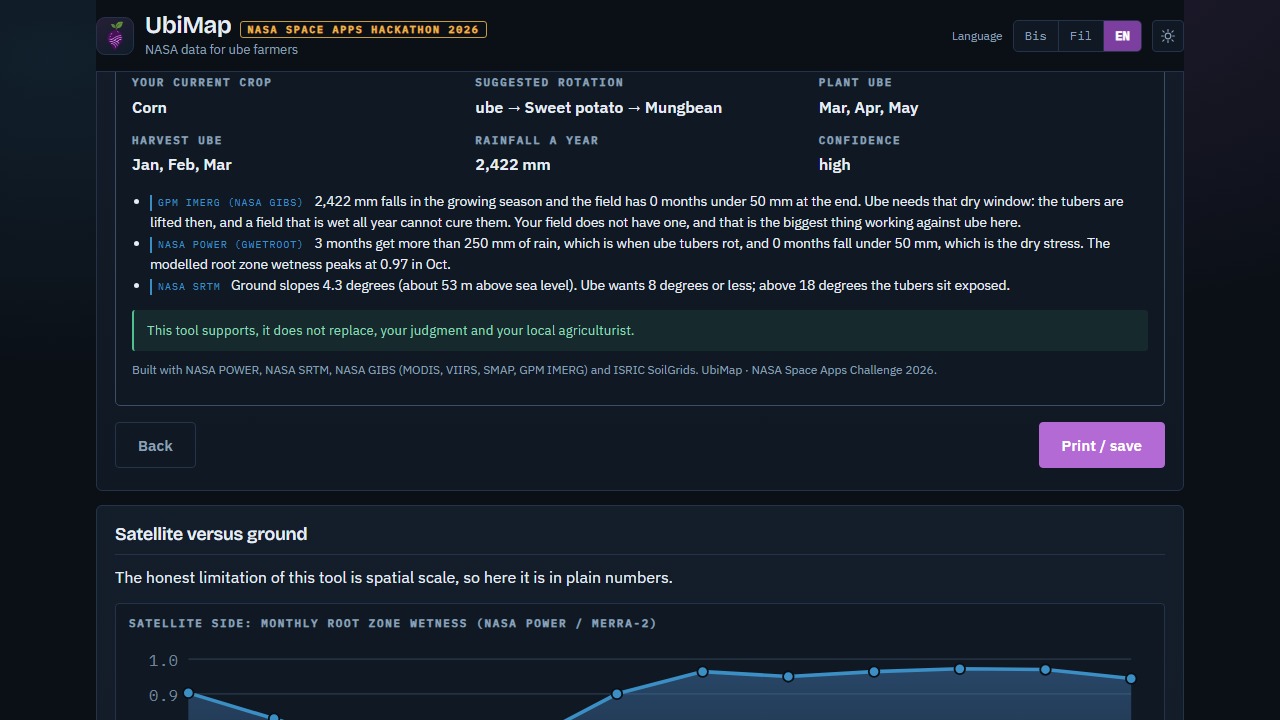 UbiMap NASA SPACE APPS HACKATHON 2026
NASA data for ube farmers
Language Bis Fil EN
YOUR CURRENT CROP SUGGESTED ROTATION PLANT UBE
Corn ube → Sweet potato → Mungbean Mar, Apr, May
HARVEST UBE RAINFALL A YEAR CONFIDENCE
Jan, Feb, Mar 2,422 mm high
• GPM IMERG (NASA GIBS) 2,422 mm falls in the growing season and the field has 0 months under 50 mm at the end. Ube needs that dry window: the tubers are
lifted then, and a field that is wet all year cannot cure them. Your field does not have one, and that is the biggest thing working against ube here.
• NASA POWER (GWETROOT) 3 months get more than 250 mm of rain, which is when ube tubers rot, and 0 months fall under 50 mm, which is the dry stress. The
modelled root zone wetness peaks at 0.97 in Oct.
• NASA SRTM Ground slopes 4.3 degrees (about 53 m above sea level). Ube wants 8 degrees or less; above 18 degrees the tubers sit exposed.
This tool supports, it does not replace, your judgment and your local agriculturist.
Built with NASA POWER, NASA SRTM, NASA GIBS (MODIS, VIIRS, SMAP, GPM IMERG) and ISRIC SoilGrids. UbiMap · NASA Space Apps Challenge 2026.
Back Print / save
Satellite versus ground
The honest limitation of this tool is spatial scale, so here it is in plain numbers.
SATELLITE SIDE: MONTHLY ROOT ZONE WETNESS (NASA POWER / MERRA-2)
1.0
0.9